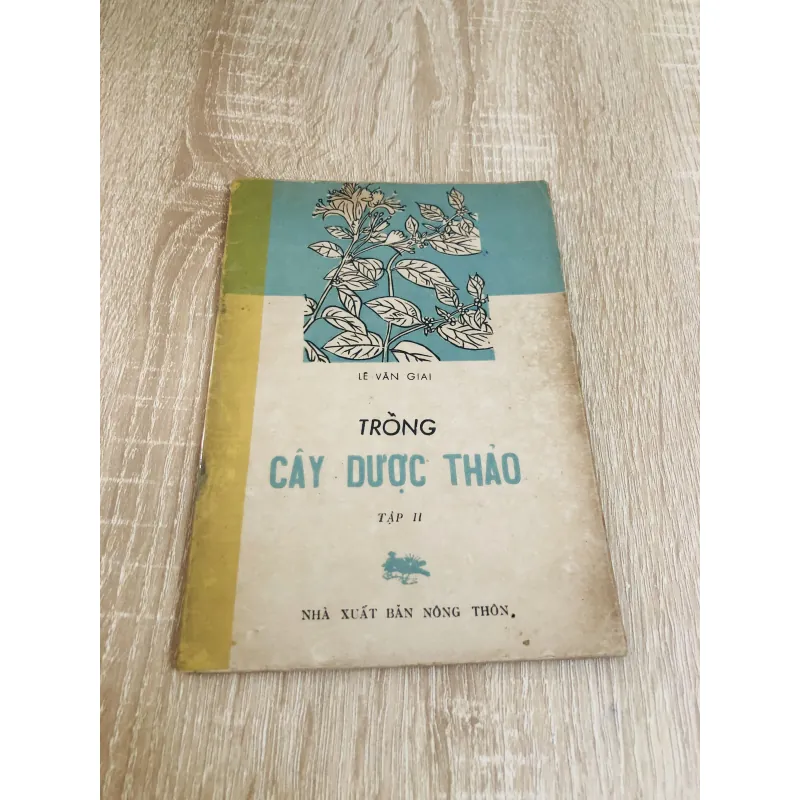 LÊ VĂN GIAI
TRỒNG
CÂY DƯỢC THẢO
TẬP II
NHÀ XUẤT BẢN NÔNG THÔN